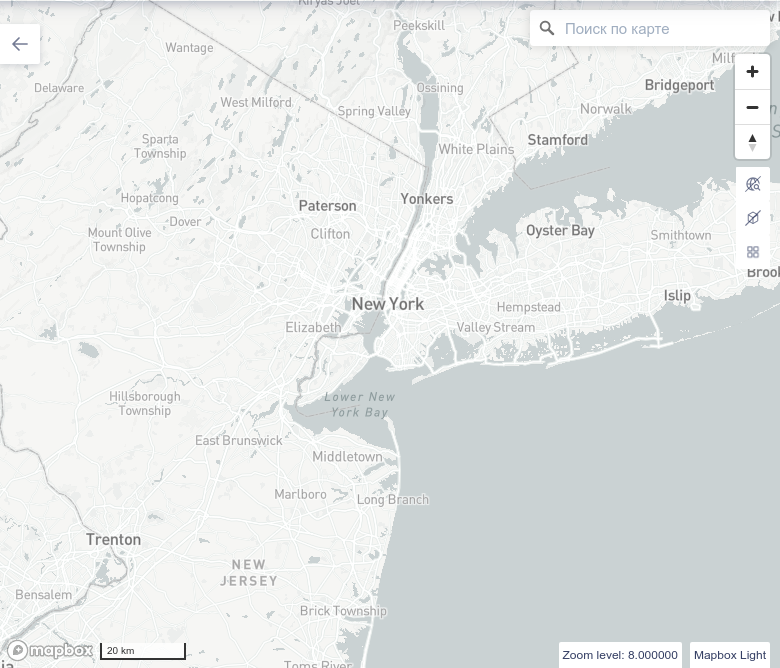 Kiryas Joel
Peekskill
Поиск по карте
Wantage
Delaware
Ossining
Bridgeport
West Milford
Spring Valley
Norwalk
Sparta
Township
White Plains
Stamford
Hopatcong
Paterson
Yonkers
Dover
Mount Olive
Township
Clifton
Oyster Bay
Smithtown
New York
Islip
Hempstead
Elizabeth
Valley Stream
Hillsborough
Township
Lower New
York Bay
East Brunswick
Middletown
Marlboro
Long Branch
Trenton
NEW
JERSEY
Bensalem
Brick Township
mapbox
20 km
Zoom level: 8.000000
Mapbox Light
Toms River